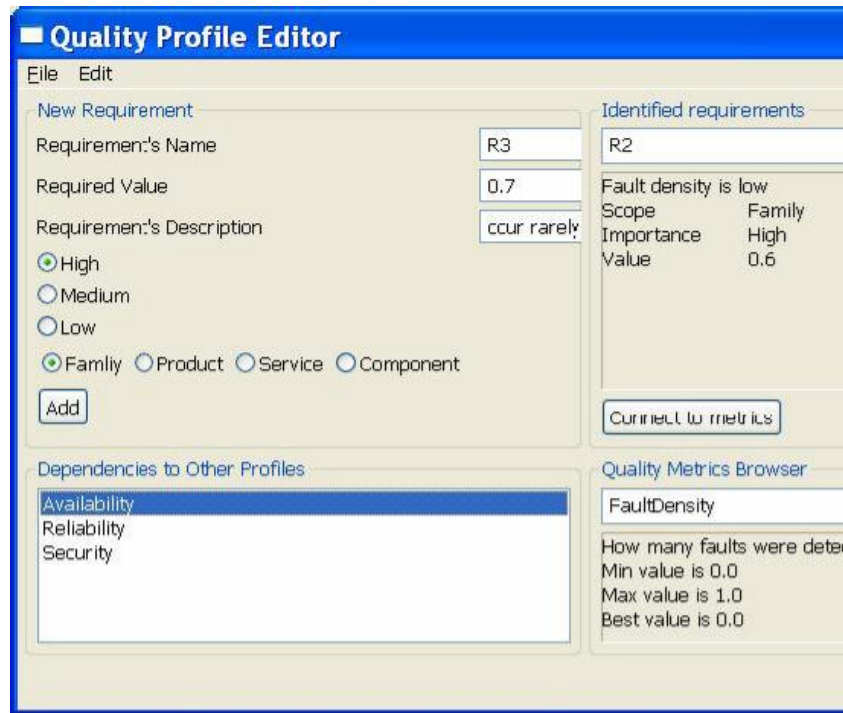 Quality Profile Editor
File Edit
New Requirement
Requirement's Name
R3
Required Value
0.7
Requirement's Description
ccur rarely
High
Medium
Low
Famliy Product Service Component
Add
Identified requirements
R2
Fault density is low
Scope Family
Importance High
Value 0.6
Connect to metrics
Dependencies to Other Profiles
Availability
Reliability
Security
Quality Metrics Browser
FaultDensity
How many faults were dete
Min value is 0.0
Max value is 1.0
Best value is 0.0